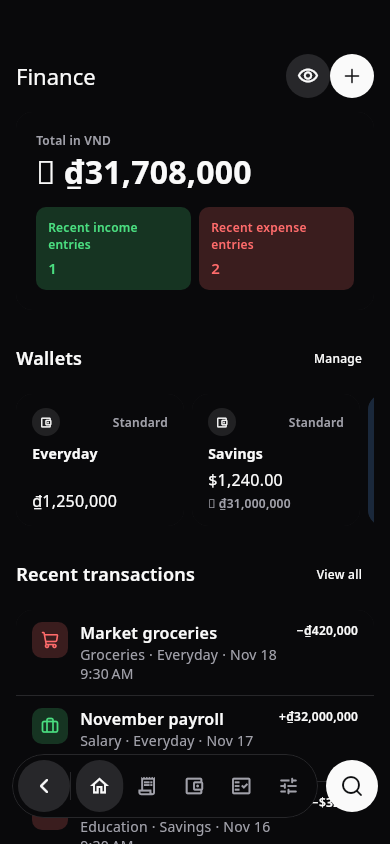 Finance
Total in VND
₫31,708,000
Recent income
entries
1
Recent expense
entries
2
Wallets
Manage
Standard
Everyday
₫1,250,000
Standard
Savings
$1,240.00
₫31,000,000
Recent transactions
View all
Market groceries
−₫420,000
Groceries · Everyday · Nov 18
9:30 AM
November payroll
+₫32,000,000
Salary · Everyday · Nov 17
Education · Savings · Nov 16